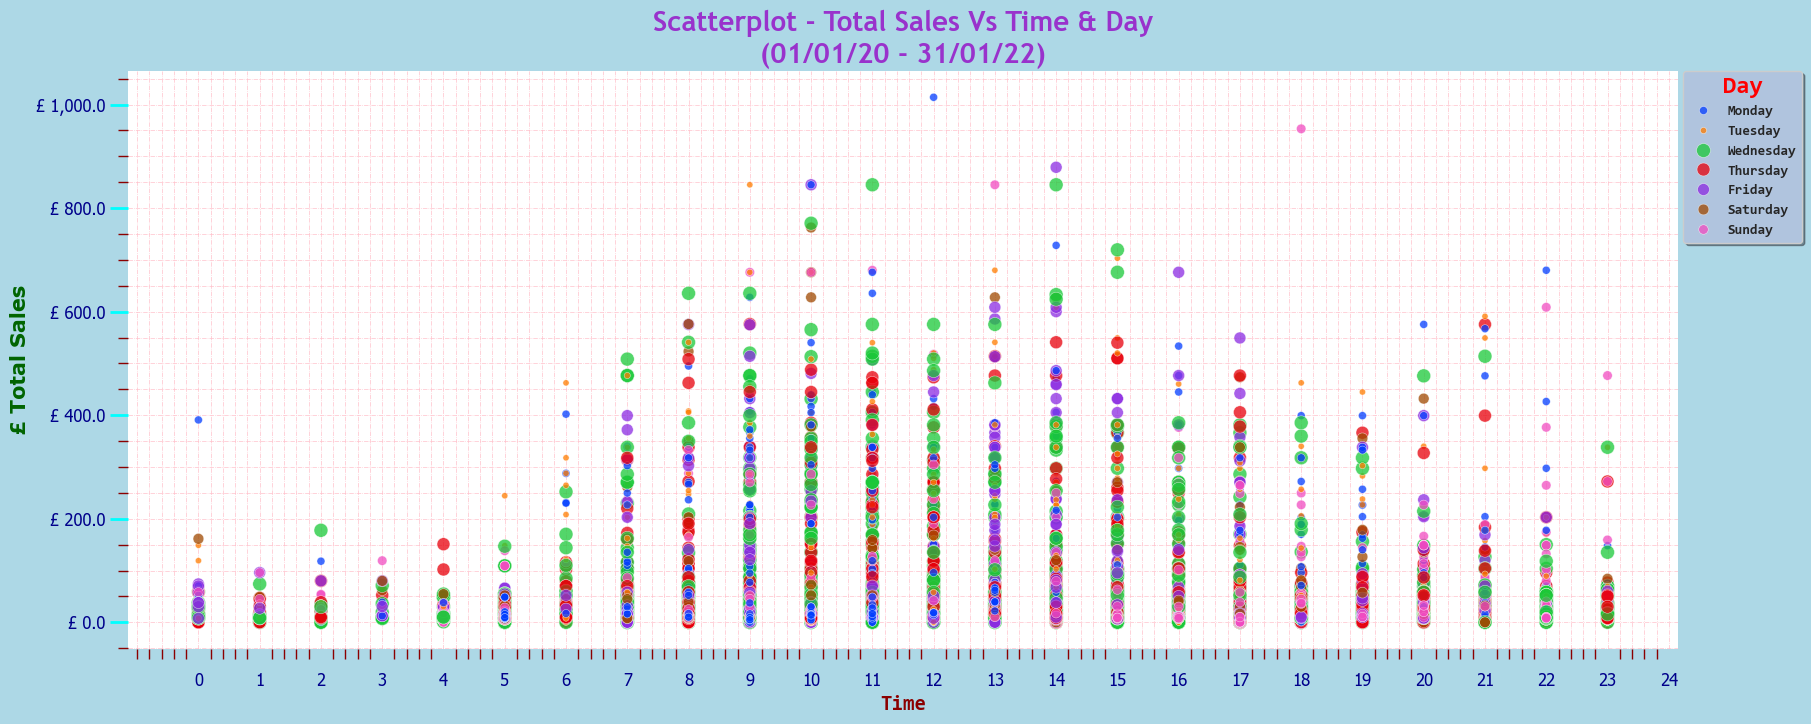 Scatterplot - Total Sales Vs Time & Day
(01/01/20 - 31/01/22)
£ Total Sales
£ 1,000.0
£ 800.0
£ 600.0
£ 400.0
£ 200.0
£ 0.0
0 1 2 3 4 5 6 7 8 9 10 11 12 13 14 15 16 17 18 19 20 21 22 23 24
Time
Day
Monday
Tuesday
Wednesday
Thursday
Friday
Saturday
Sunday